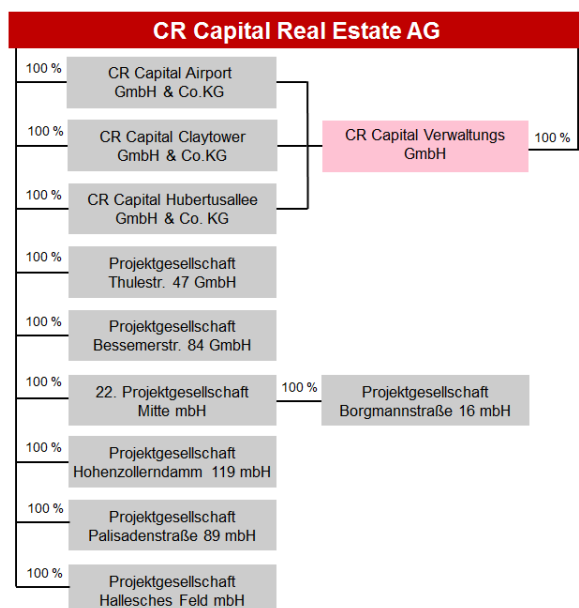 CR Capital Real Estate AG
100 %
CR Capital Airport
GmbH & Co.KG
100 %
CR Capital Claytower
GmbH & Co.KG
CR Capital Verwaltungs
GmbH
100 %
100 %
CR Capital Hubertusallee
GmbH & Co. KG
100 %
Projektgesellschaft
Thulestr. 47 GmbH
100 %
Projektgesellschaft
Bessemerstr. 84 GmbH
100 %
22. Projektgesellschaft
Mitte mbH
100 %
Projektgesellschaft
Borgmannstraße 16 mbH
100 %
Projektgesellschaft
Hohenzollerndamm 119 mbH
100 %
Projektgesellschaft
Palisadenstraße 89 mbH
100 %
Projektgesellschaft
Hallesches Feld mbH